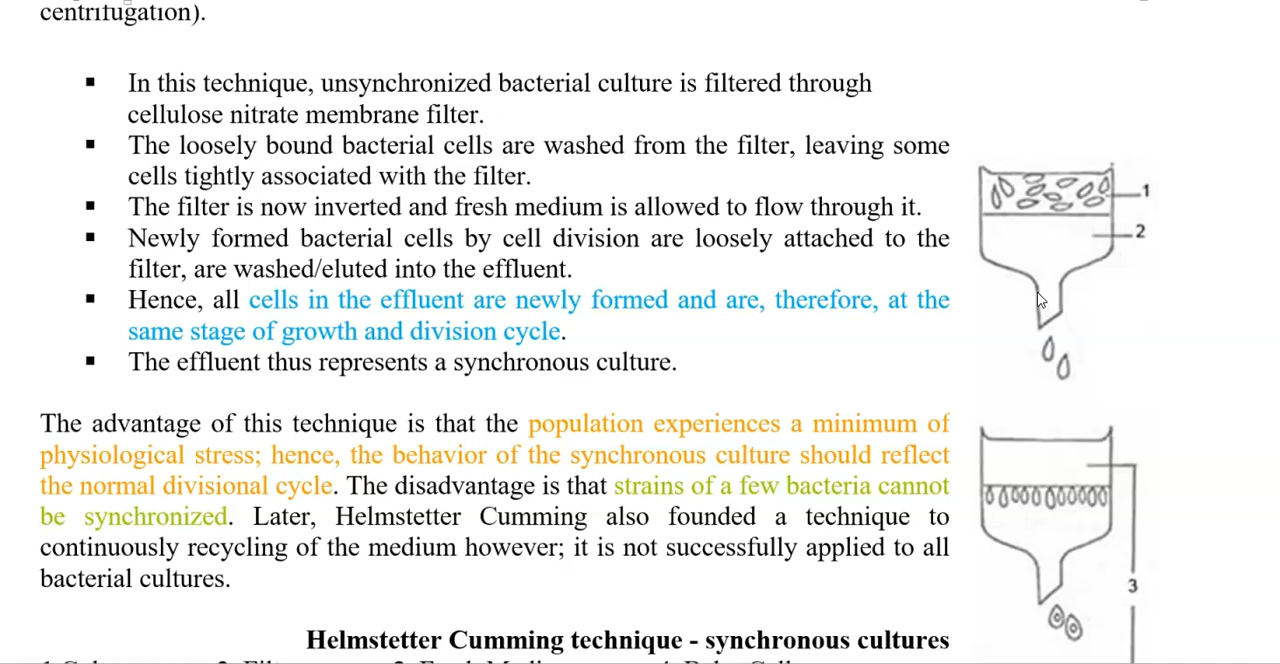 centrifugation).
▪ In this technique, unsynchronized bacterial culture is filtered through
cellulose nitrate membrane filter.
▪ The loosely bound bacterial cells are washed from the filter, leaving some
cells tightly associated with the filter.
▪ The filter is now inverted and fresh medium is allowed to flow through it.
▪ Newly formed bacterial cells by cell division are loosely attached to the
filter, are washed/eluted into the effluent.
▪ Hence, all cells in the effluent are newly formed and are, therefore, at the
same stage of growth and division cycle.
▪ The effluent thus represents a synchronous culture.
1
2
The advantage of this technique is that the population experiences a minimum of
physiological stress; hence, the behavior of the synchronous culture should reflect
the normal divisional cycle. The disadvantage is that strains of a few bacteria cannot
be synchronized. Later, Helmstetter Cumming also founded a technique to
continuously recycling of the medium however; it is not successfully applied to all
bacterial cultures.
3
Helmstetter Cumming technique - synchronous cultures